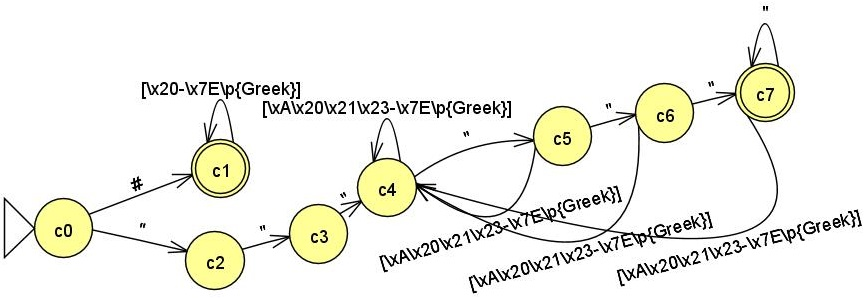 "
c7
[\x20-\x7E\p{Greek}]
[\xA\x20\x21\x23-\x7E\p{Greek}]
"
c6
"
"
c5
c1
#
"
c4
c0
"
"
c3
c2
[\xA\x20\x21\x23-\x7E\p{Greek}]
[\xA\x20\x21\x23-\x7E\p{Greek}]
[\xA\x20\x21\x23-\x7E\p{Greek}]